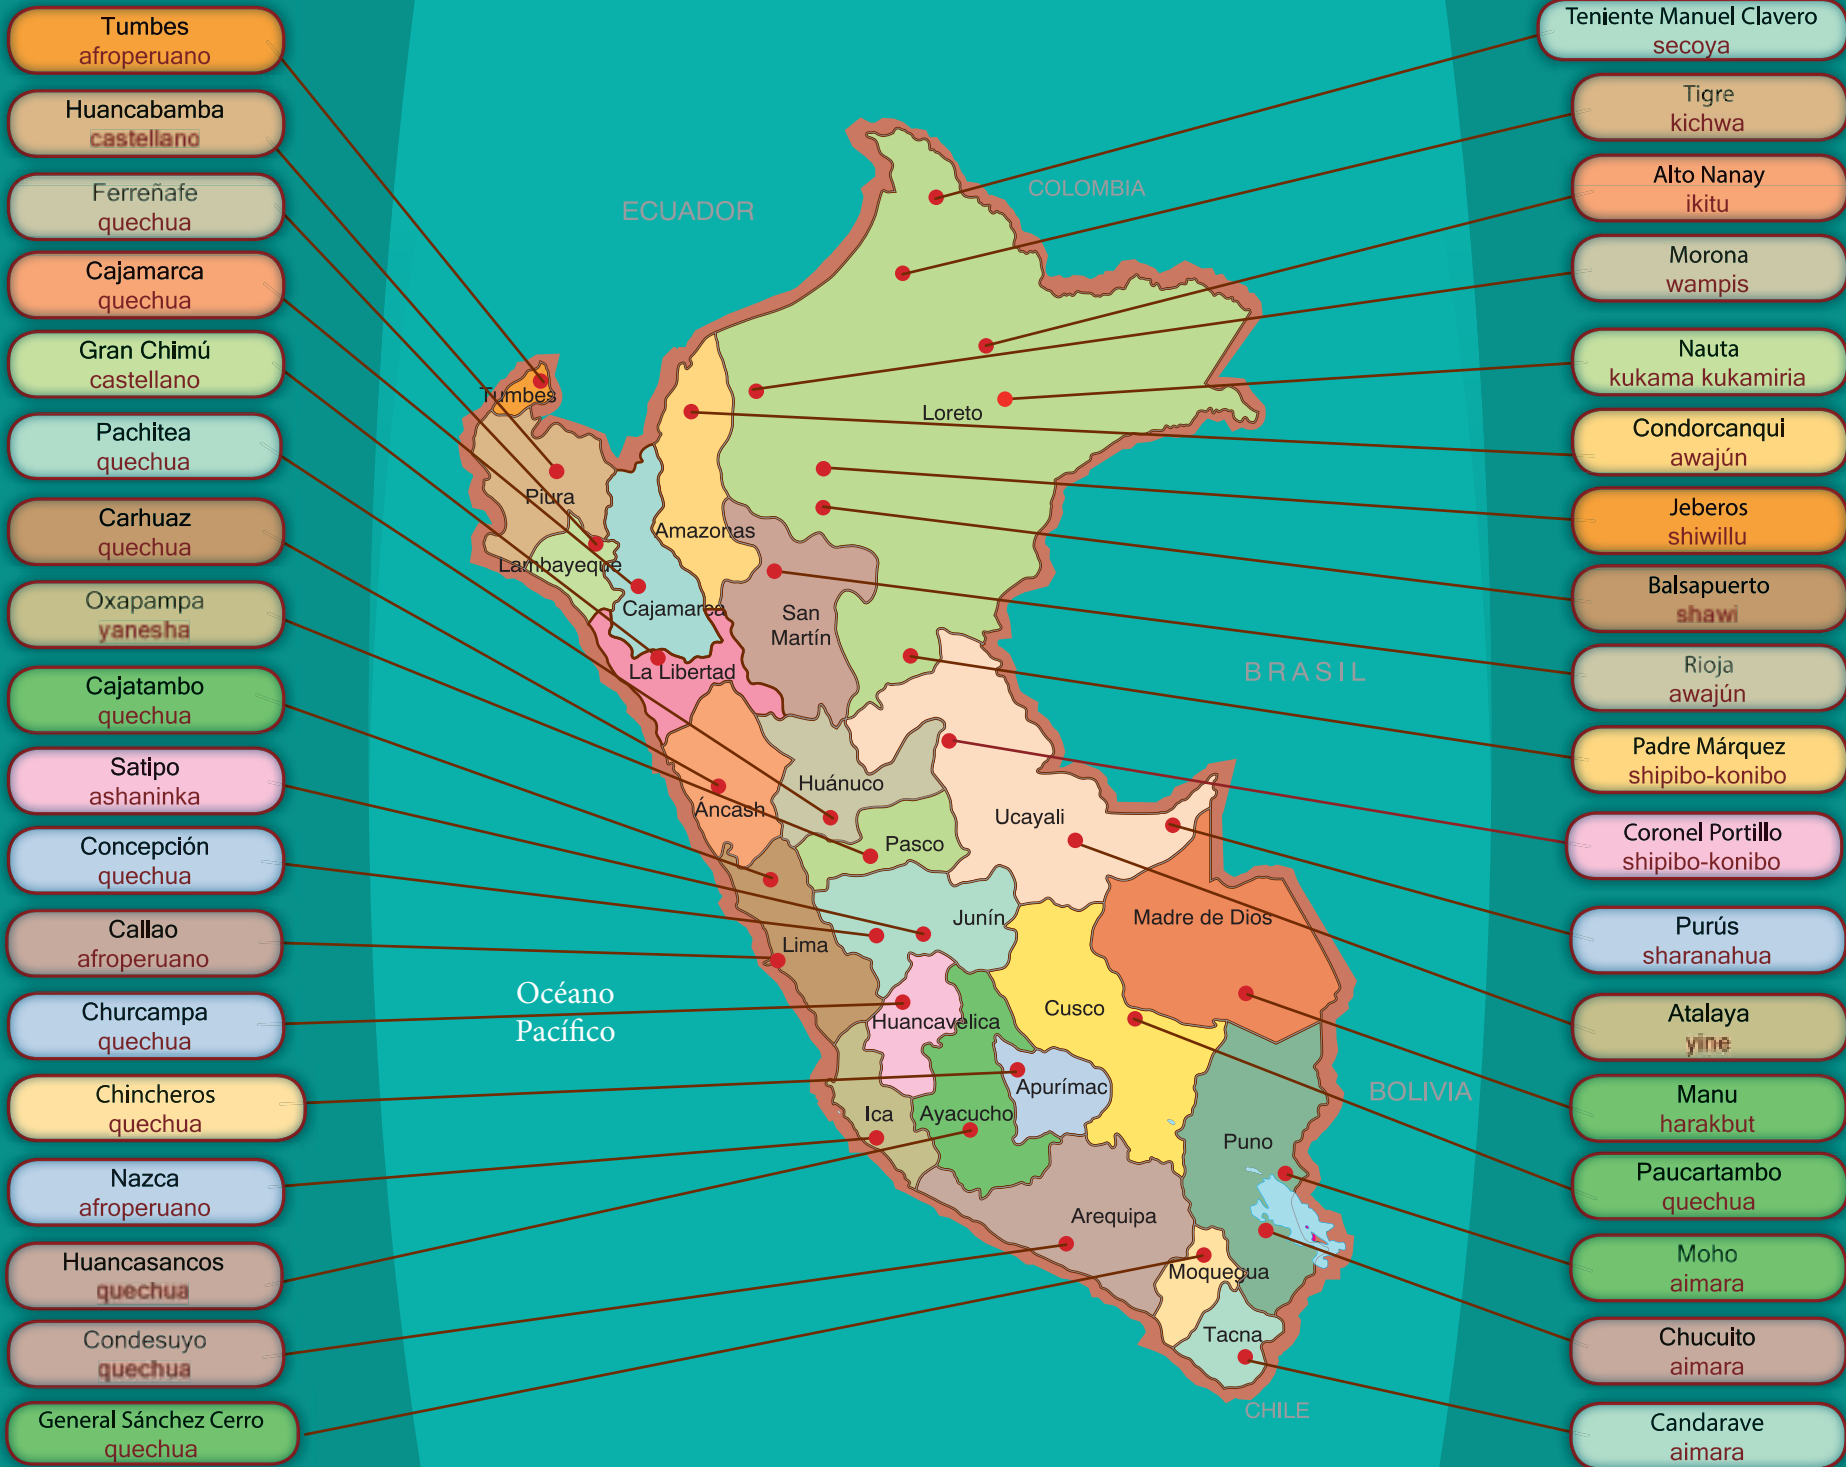 Tumbes
afroperuano
Huancabamba
castellano
Ferreñafe
quechua
Cajamarca
quechua
Gran Chimú
castellano
Pachitea
quechua
Carhuaz
quechua
Oxapampa
yanesha
Cajatambo
quechua
Satipo
ashaninka
Concepción
quechua
Callao
afroperuano
Churcampa
quechua
Chincheros
quechua
Nazca
afroperuano
Huancasancos
quechua
Condesuyo
quechua
General Sánchez Cerro
quechua
ECUADOR
COLOMBIA
Tumbes
Loreto
Piura
Amazonas
Lambayeque
Cajamarca
San
Martín
La Libertad
BRASIL
Huánuco
Áncash
Ucayali
Pasco
Junín
Madre de Dios
Lima
Océano
Pacífico
Huancavelica
Cusco
Apurímac
BOLIVIA
Ica
Ayacucho
Puno
Arequipa
Moquegua
Tacna
CHILE
Teniente Manuel Clavero
secoya
Tigre
kichwa
Alto Nanay
ikitu
Morona
wampis
Nauta
kukama kukamiria
Condorcanqui
awajún
Jeberos
shiwillu
Balsapuerto
shawi
Rioja
awajún
Padre Márquez
shipibo-konibo
Coronel Portillo
shipibo-konibo
Purús
sharanahua
Atalaya
yine
Manu
harakbut
Paucartambo
quechua
Moho
aimara
Chucuito
aimara
Candarave
aimara